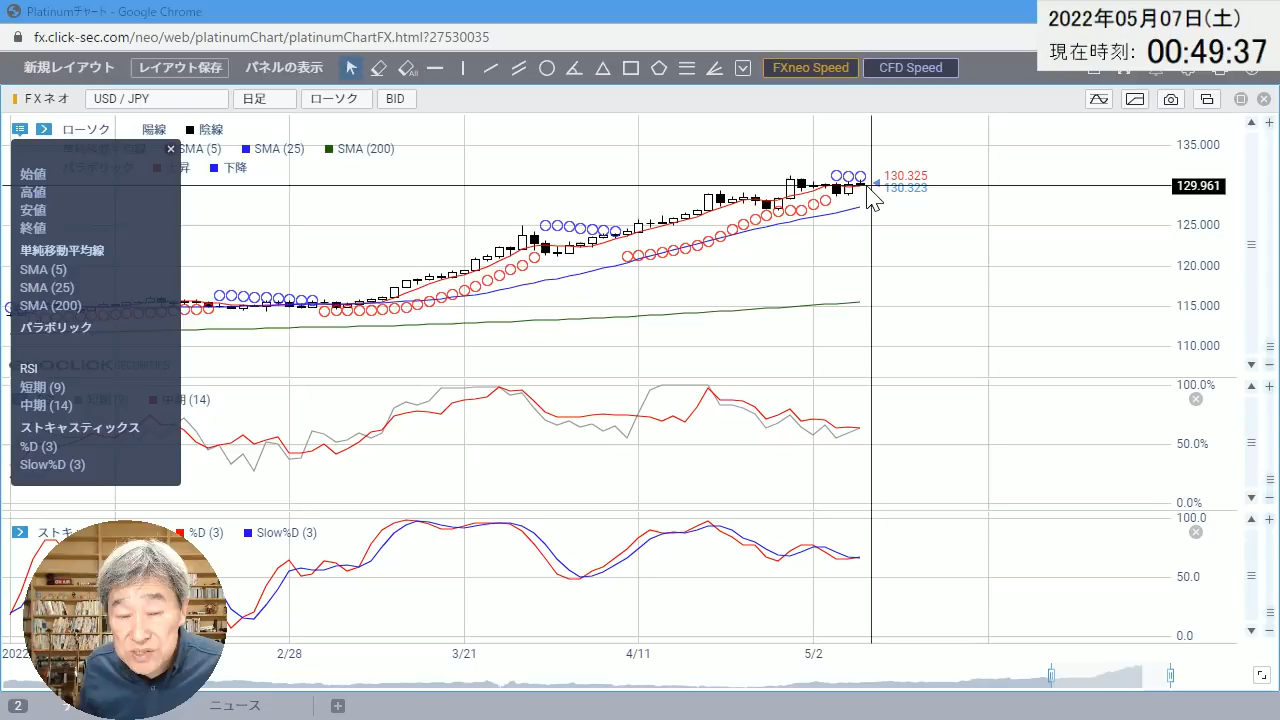 Platinumチャート - Google Chrome
2022年05月07日(土)
現在時刻: 00:49:37
fx.click-sec.com/neo/web/platinumChart/platinumChartFX.html?27530035
新規レイアウト レイアウト保存 パネルの表示 FXneo Speed CFD Speed
FXネオ USD / JPY 日足 ローソク BID
ローソク 陽線 陰線
SMA (5) SMA (25) SMA (200)
パラボリック 上昇 下降
始値
高値
安値
終値
単純移動平均線
SMA (5)
SMA (25)
SMA (200)
パラボリック
RSI
短期 (9)
中期 (14)
ストキャスティックス
%D (3)
Slow%D (3)
135.000
130.325
130.323
129.961
125.000
120.000
115.000
110.000
中期 (14)
100.0%
50.0%
0.0%
%D (3) Slow%D (3)
100.0
50.0
0.0
2/28 3/21 4/11 5/2
2 ニュース